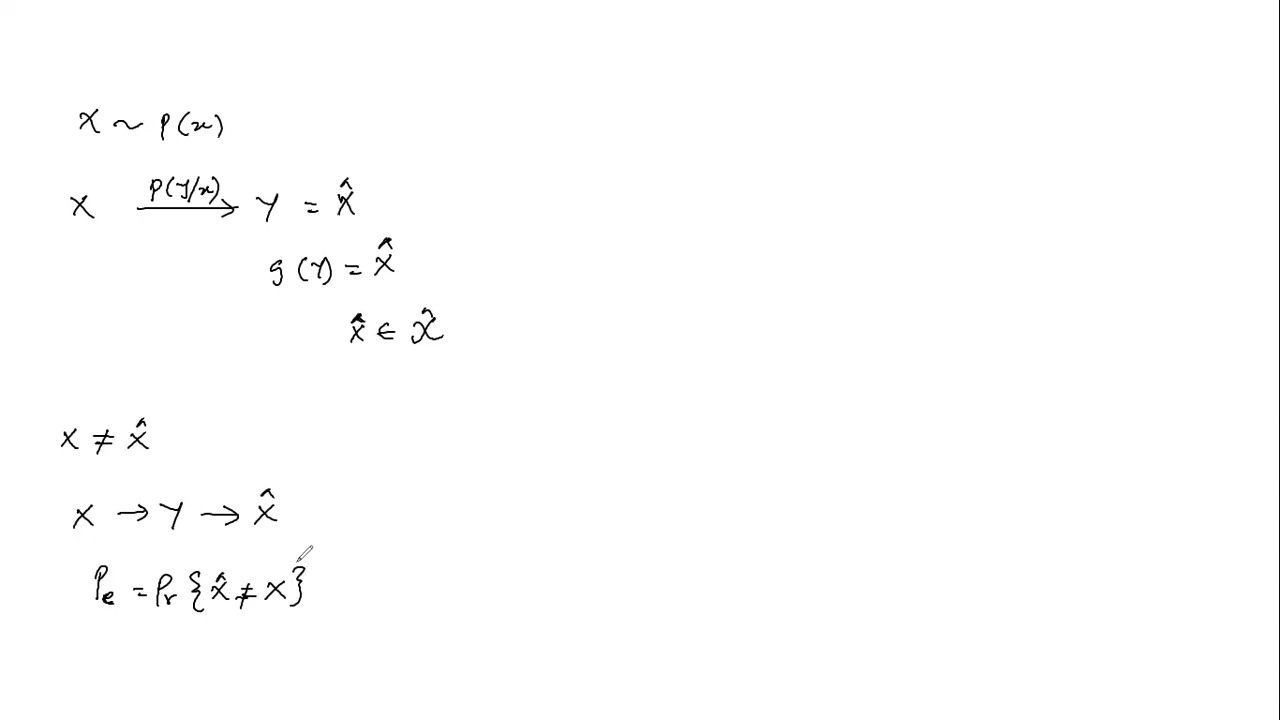 X ~ p(x)
X p(y/x) → Y = X̂
g(Y) = X̂
x̂ ∈ 𝒳̂
X ≠ X̂
X → Y → X̂
Pe = Pr {X̂ ≠ X}